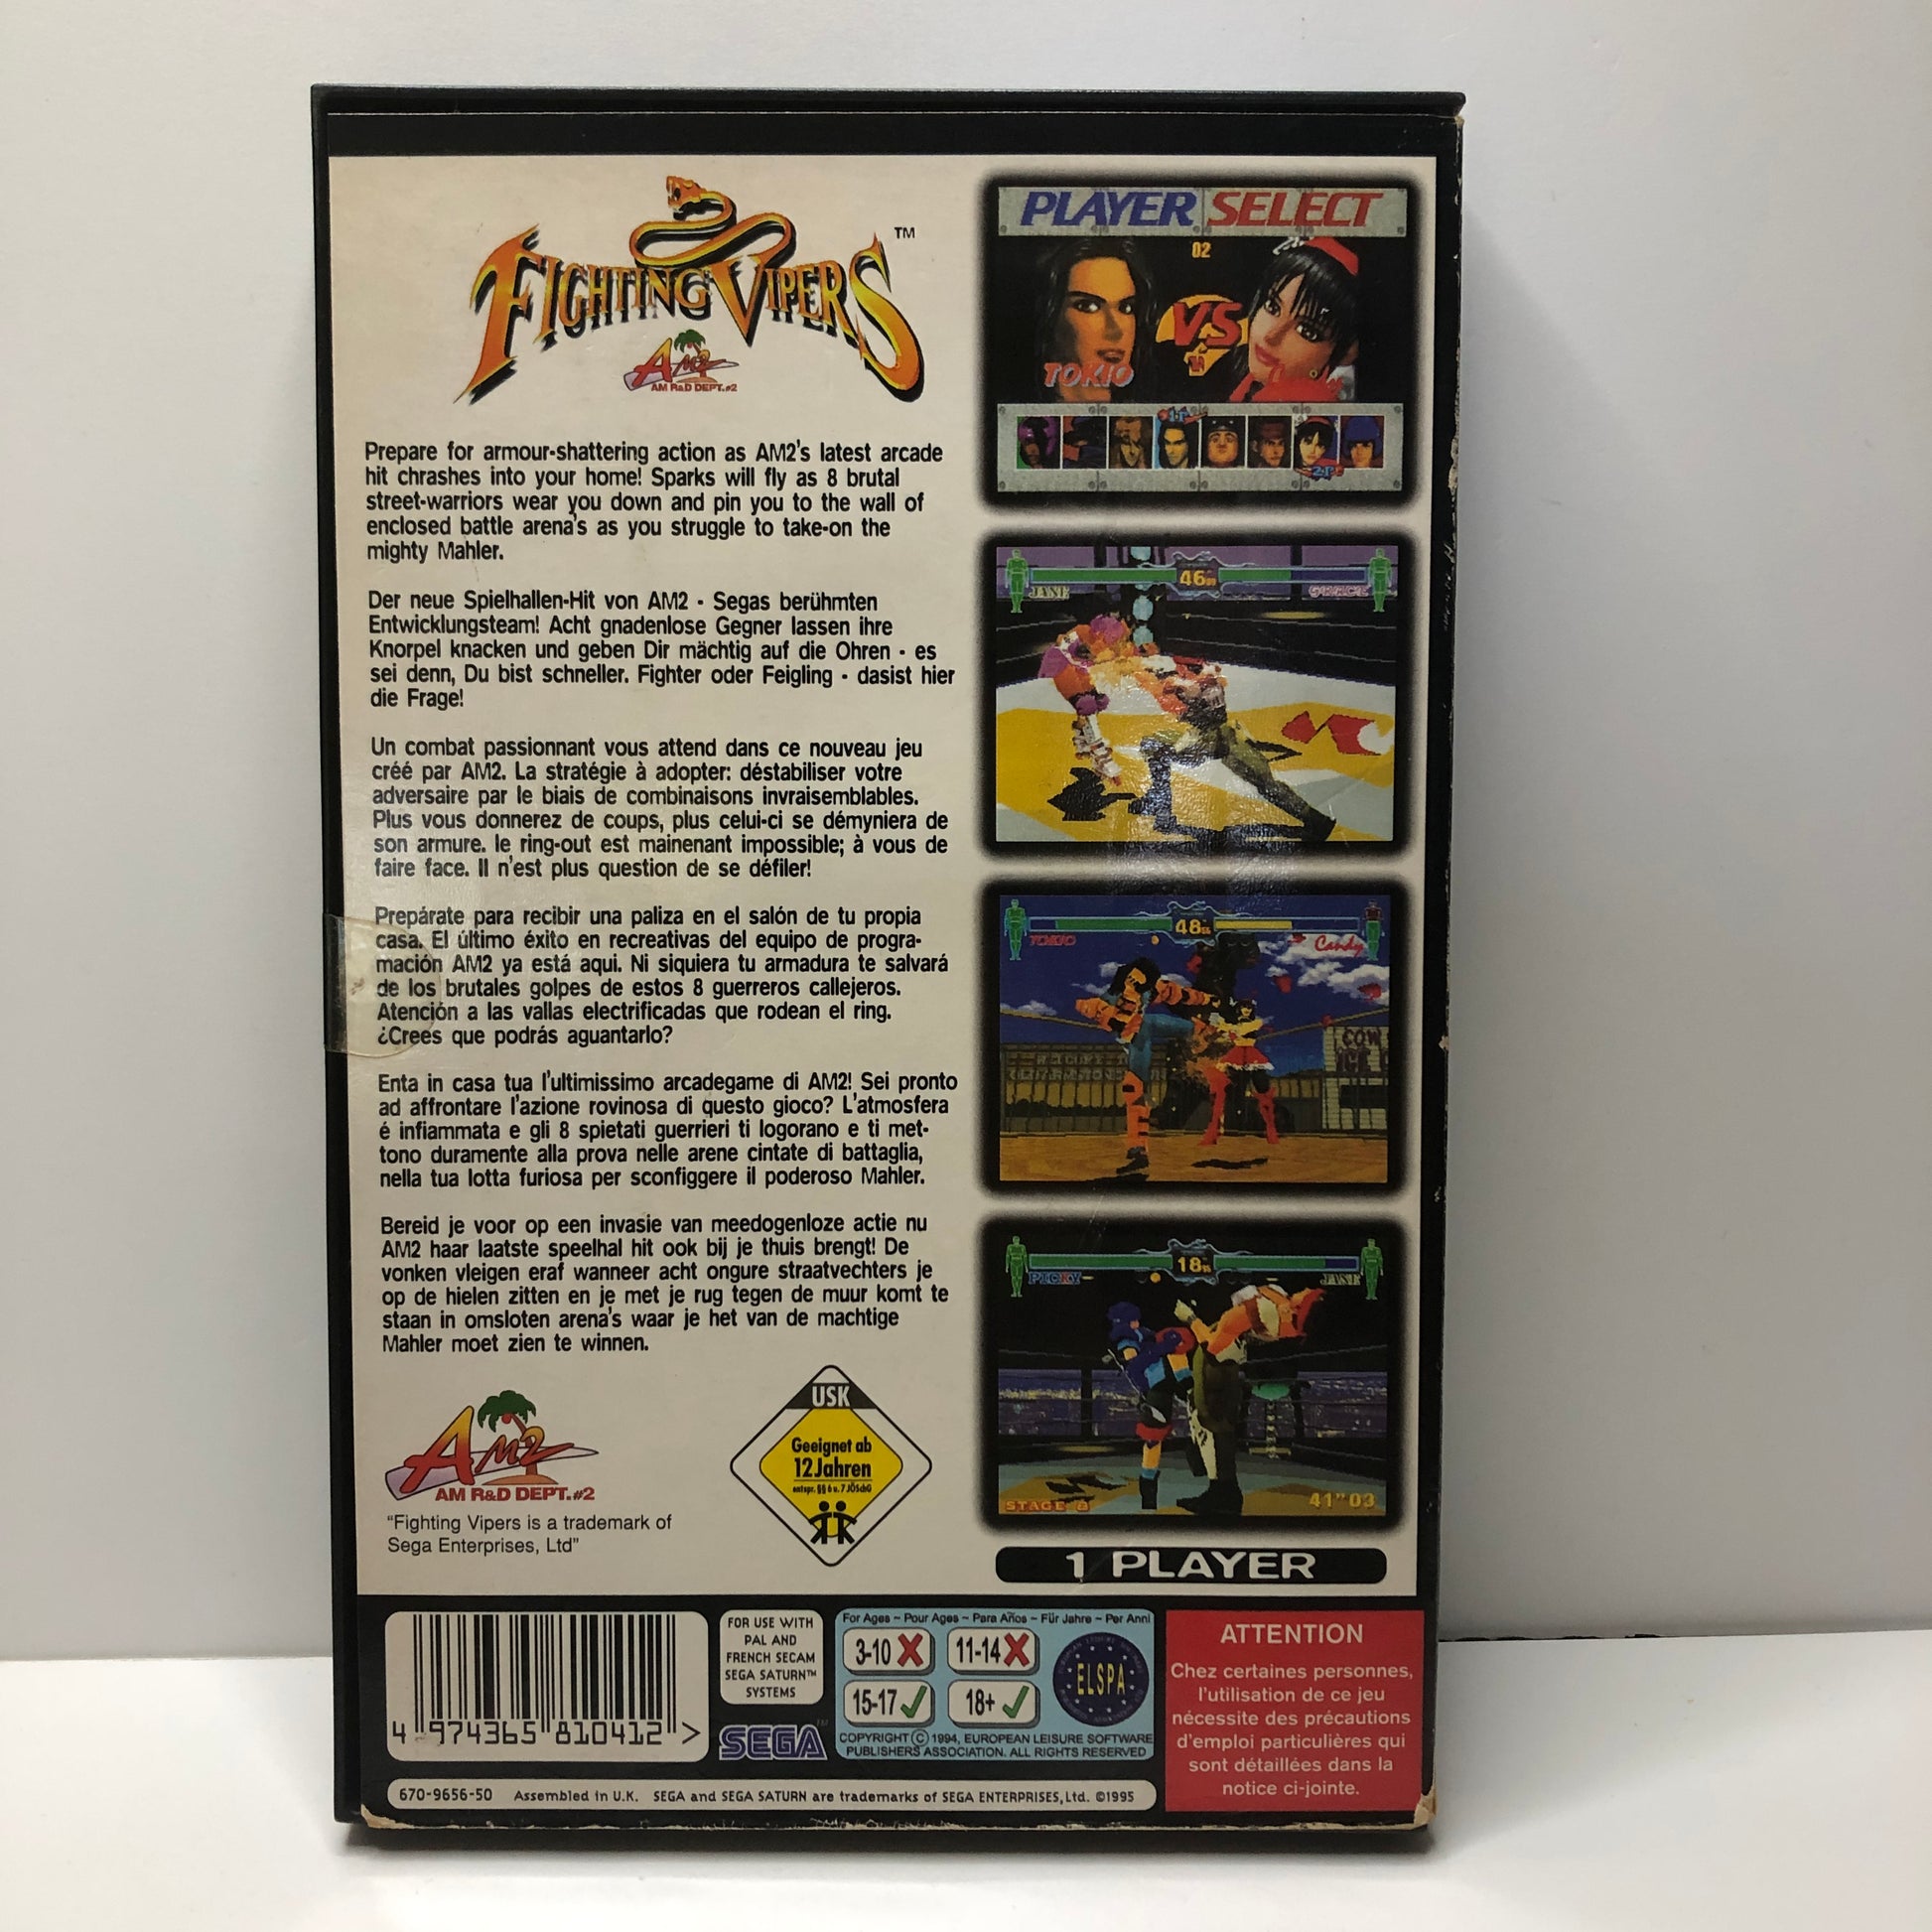 FIGHTING VIPERS ™
AM2
AM R&D DEPT.#2
Prepare for armour-shattering action as AM2's latest arcade
hit chrashes into your home! Sparks will fly as 8 brutal
street-warriors wear you down and pin you to the wall of
enclosed battle arena's as you struggle to take-on the
mighty Mahler.
Der neue Spielhallen-Hit von AM2 - Segas berühmten
Entwicklungsteam! Acht gnadenlose Gegner lassen ihre
Knorpel knacken und geben Dir mächtig auf die Ohren - es
sei denn, Du bist schneller. Fighter oder Feigling - dasist hier
die Frage!
Un combat passionnant vous attend dans ce nouveau jeu
créé par AM2. La stratégie à adopter: déstabiliser votre
adversaire par le biais de combinaisons invraisemblables.
Plus vous donnerez de coups, plus celui-ci se démyniera de
son armure. le ring-out est mainenant impossible; à vous de
faire face. Il n'est plus question de se défiler!
Prepárate para recibir una paliza en el salón de tu propia
casa. El último éxito en recreativas del equipo de progra-
mación AM2 ya está aqui. Ni siquiera tu armadura te salvará
de los brutales golpes de estos 8 guerreros callejeros.
Atención a las vallas electrificadas que rodean el ring.
¿Crees que podrás aguantarlo?
Enta in casa tua l'ultimissimo arcadegame di AM2! Sei pronto
ad affrontare l'azione rovinosa di questo gioco? L'atmosfera
é infiammata e gli 8 spietati guerrieri ti logorano e ti met-
tono duramente alla prova nelle arene cintate di battaglia,
nella tua lotta furiosa per sconfiggere il poderoso Mahler.
Bereid je voor op een invasie van meedogenloze actie nu
AM2 haar laatste speelhal hit ook bij je thuis brengt! De
vonken vleigen eraf wanneer acht ongure straatvechters je
op de hielen zitten en je met je rug tegen de muur komt te
staan in omsloten arena's waar je het van de machtige
Mahler moet zien te winnen.
AM2
AM R&D DEPT.#2
"Fighting Vipers is a trademark of
Sega Enterprises, Ltd"
USK
Geeignet ab
12 Jahren
entspr. §§ 6 u. 7 JÖSchG
PLAYER SELECT
02
VS
TOKIO
1P
2P
46
JANE
GRACE
48
TOKIO
Candy
18
PICKY
JANE
STAGE 8
41"03
1 PLAYER
4 974365 810412 >
FOR USE WITH
PAL AND
FRENCH SECAM
SEGA SATURN™
SYSTEMS
SEGA™
For Ages ~ Pour Ages ~ Para Años ~ Für Jahre ~ Per Anni
3-10 11-14
15-17 18+
ELSPA
COPYRIGHT © 1994, EUROPEAN LEISURE SOFTWARE
PUBLISHERS ASSOCIATION. ALL RIGHTS RESERVED
ATTENTION
Chez certaines personnes,
l'utilisation de ce jeu
nécessite des précautions
d'emploi particulières qui
sont détaillées dans la
notice ci-jointe.
670-9656-50 Assembled in U.K. SEGA and SEGA SATURN are trademarks of SEGA ENTERPRISES, Ltd. ©1995